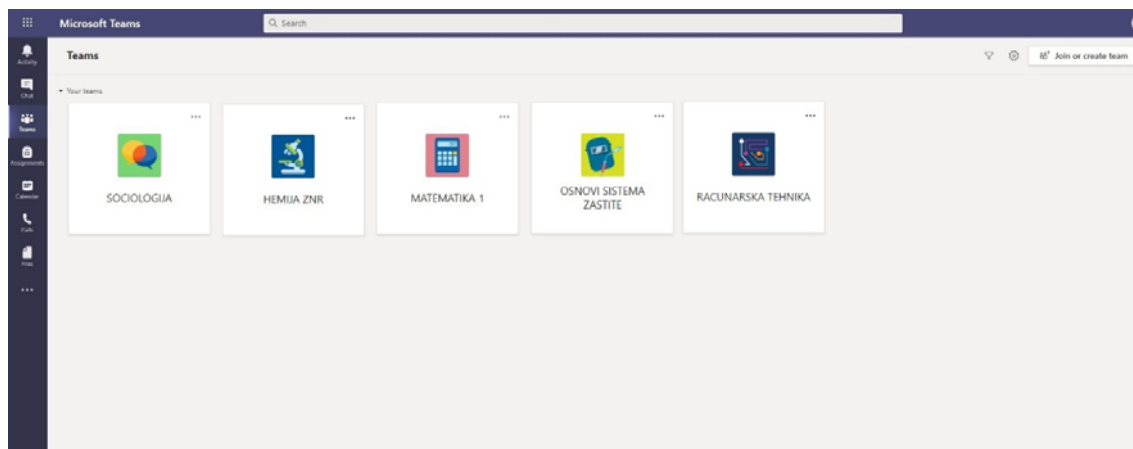 Microsoft Teams
Search
Activity
Chat
Teams
Assignments
Calendar
Calls
Files
Teams
Join or create team
Your teams
SOCIOLOGIJA
HEMIJA ZNR
MATEMATIKA 1
OSNOVI SISTEMA
ZASTITE
RACUNARSKA TEHNIKA